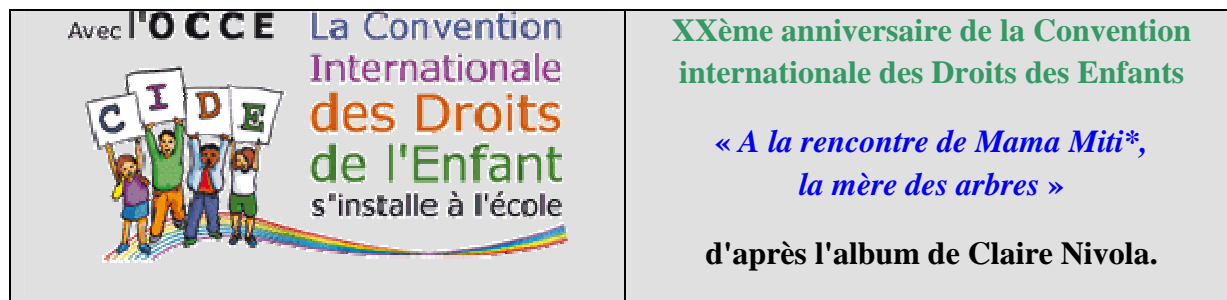 Avec l'OCCE La Convention
Internationale
des Droits
de l'Enfant
s'installe à l'école
C I D E
XXème anniversaire de la Convention
internationale des Droits des Enfants
« A la rencontre de Mama Miti*,
la mère des arbres »
d'après l'album de Claire Nivola.